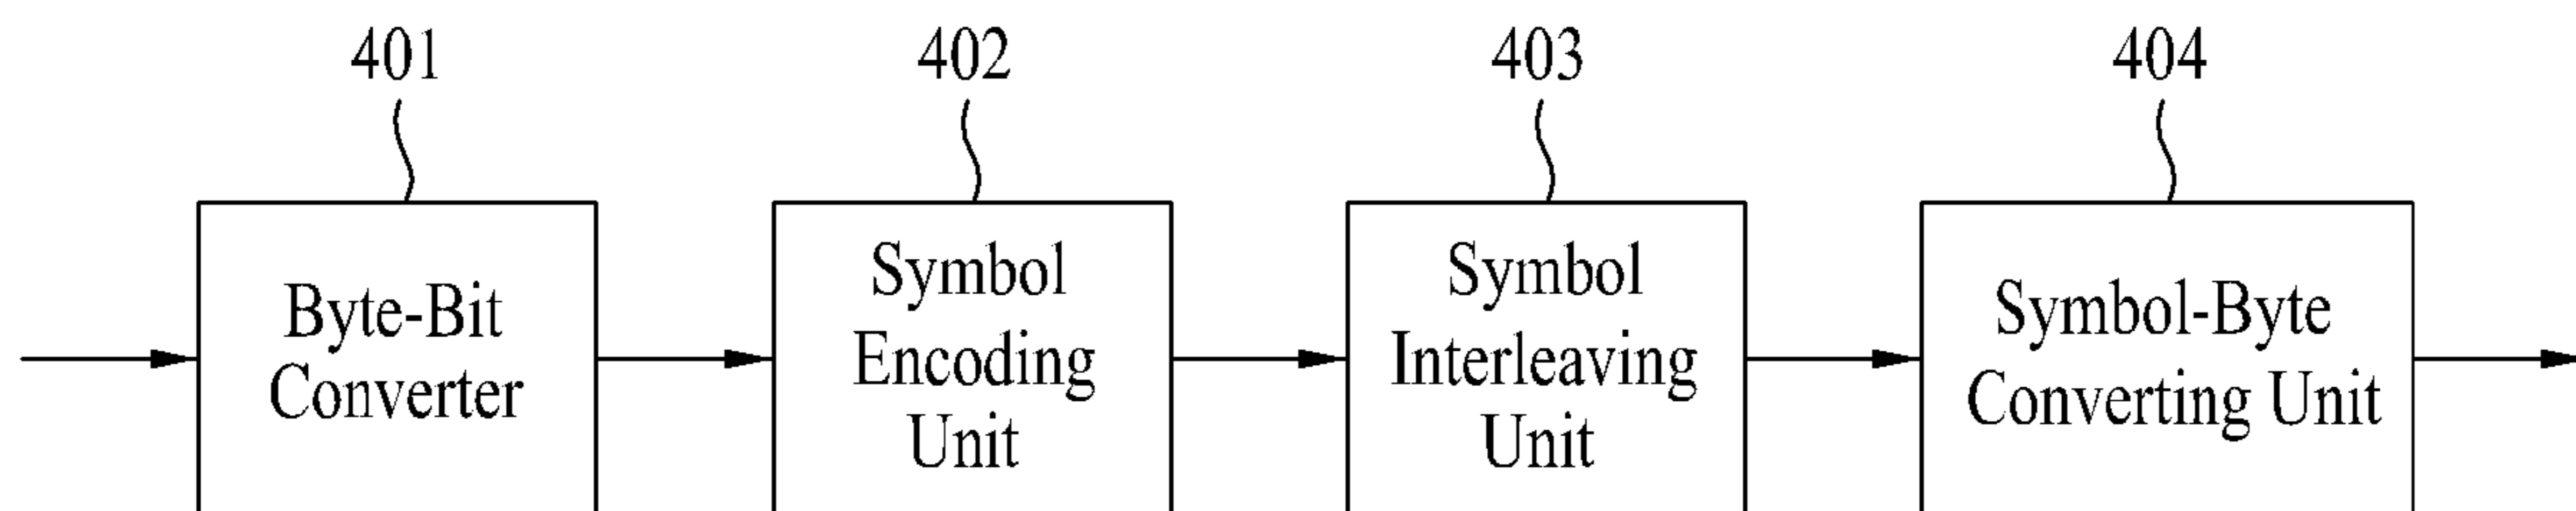 401
402
403
404
Byte-Bit
Converter
Symbol
Encoding
Unit
Symbol
Interleaving
Unit
Symbol-Byte
Converting Unit